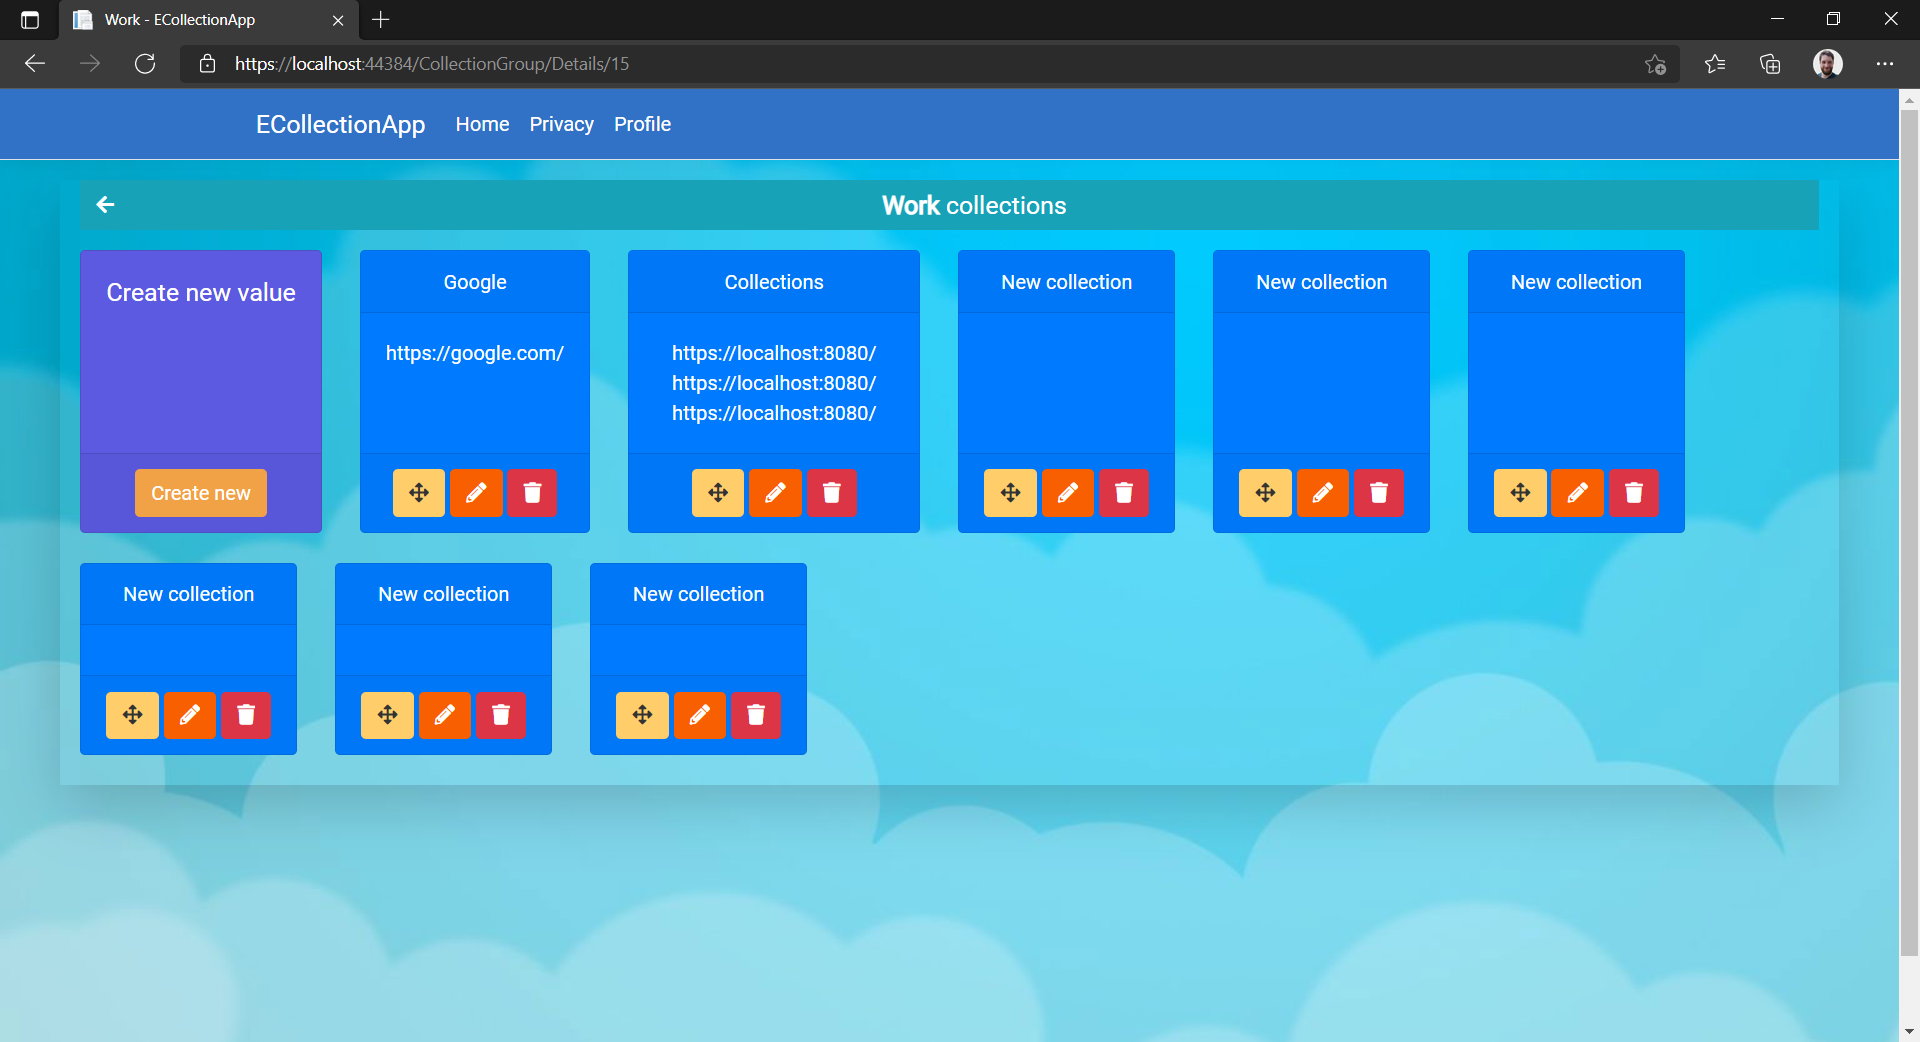 Work - ECollectionApp
https://localhost:44384/CollectionGroup/Details/15
ECollectionApp Home Privacy Profile
Work collections
Create new value
Create new
Google
https://google.com/
Collections
https://localhost:8080/
https://localhost:8080/
https://localhost:8080/
New collection
New collection
New collection
New collection
New collection
New collection